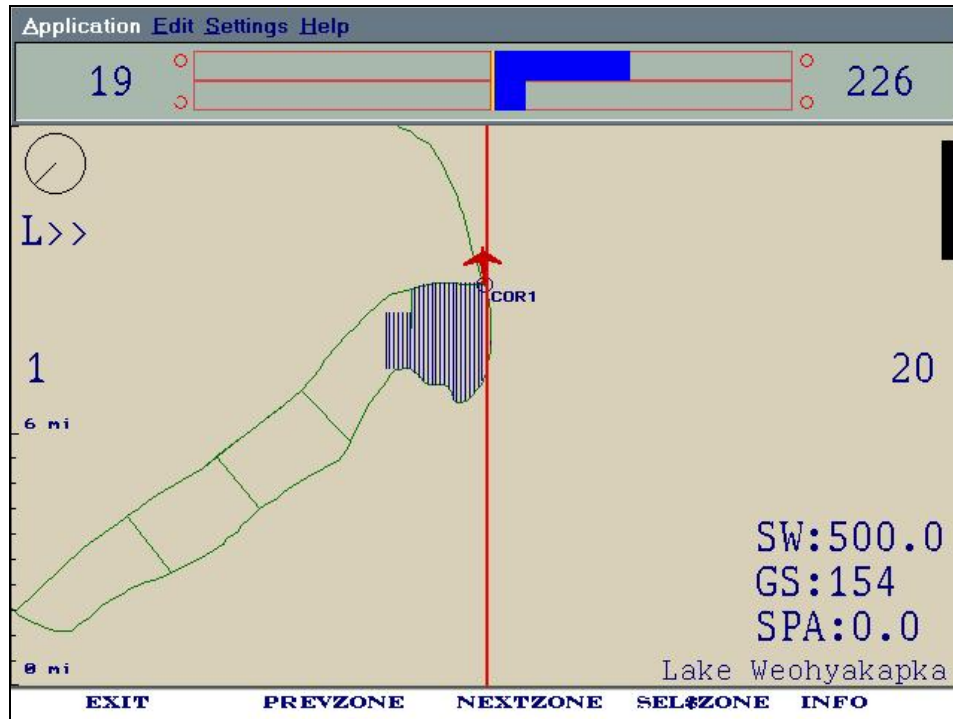 Application Edit Settings Help
19 226
L>>
COR1
1 20
6 mi
SW:500.0
GS:154
SPA:0.0
0 mi Lake Weohyakapka
EXIT PREVZONE NEXTZONE SEL$ZONE INFO